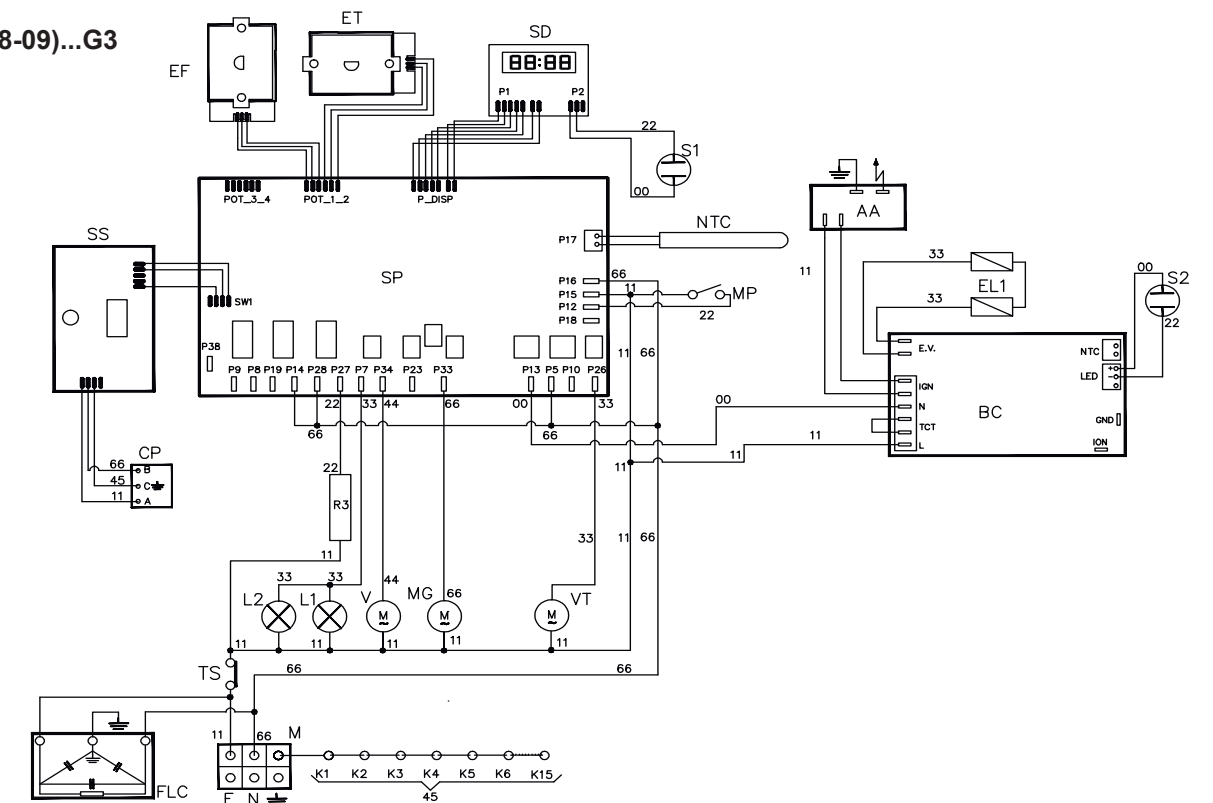 8-09)...G3
ET
SD
EF
88:88
P1 P2
22
S1
00
POT_3_4 POT_1_2 P_DISP
AA
NTC
P17
SS
SP
66
P16
11
P15
MP
P12
22
P18
SW1
11
33
EL1
33
00
S2
22
E.V.
NTC
LED
+
-
IGN
N
BC
TCT
GND
L
ION
P38
P9 P8 P19 P14 P28 P27 P7 P34 P23 P33 P13 P5 P10 P26
11 66
22 33 44 66 00 33
00
66 66
11
11
11
CP
66 B
45 C
11 A
22
R3
11
33 11 66
33 33 44
L2 L1 V MG 66 VT
M
~
M
~
M
~
11 11 11 11 11
TS
66 66
11 66 M
K1 K2 K3 K4 K5 K6 K15
45
FLC
F N